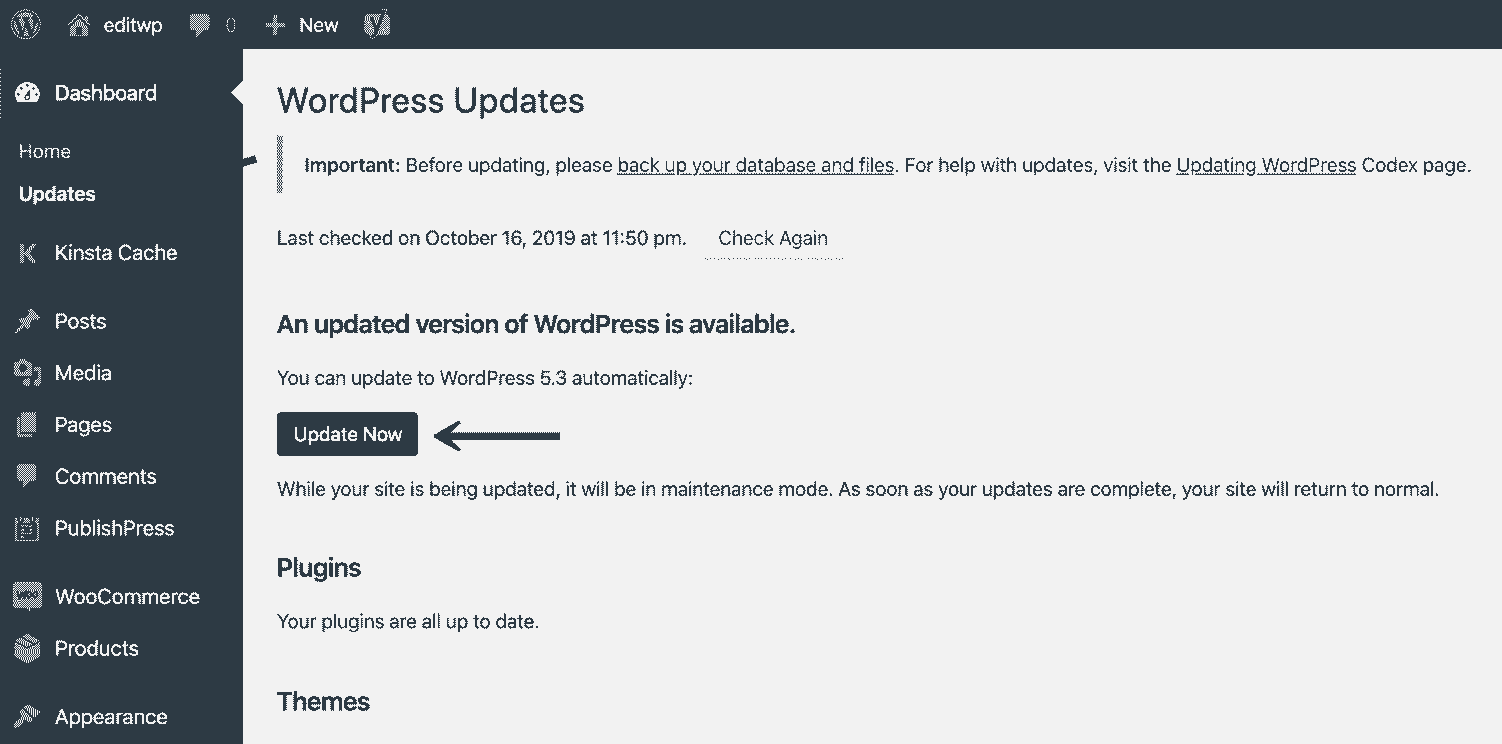 editwp 0 New
Dashboard
Home
Updates
Kinsta Cache
Posts
Media
Pages
Comments
PublishPress
WooCommerce
Products
Appearance
WordPress Updates
Important: Before updating, please back up your database and files. For help with updates, visit the Updating WordPress Codex page.
Last checked on October 16, 2019 at 11:50 pm. Check Again
An updated version of WordPress is available.
You can update to WordPress 5.3 automatically:
Update Now
While your site is being updated, it will be in maintenance mode. As soon as your updates are complete, your site will return to normal.
Plugins
Your plugins are all up to date.
Themes